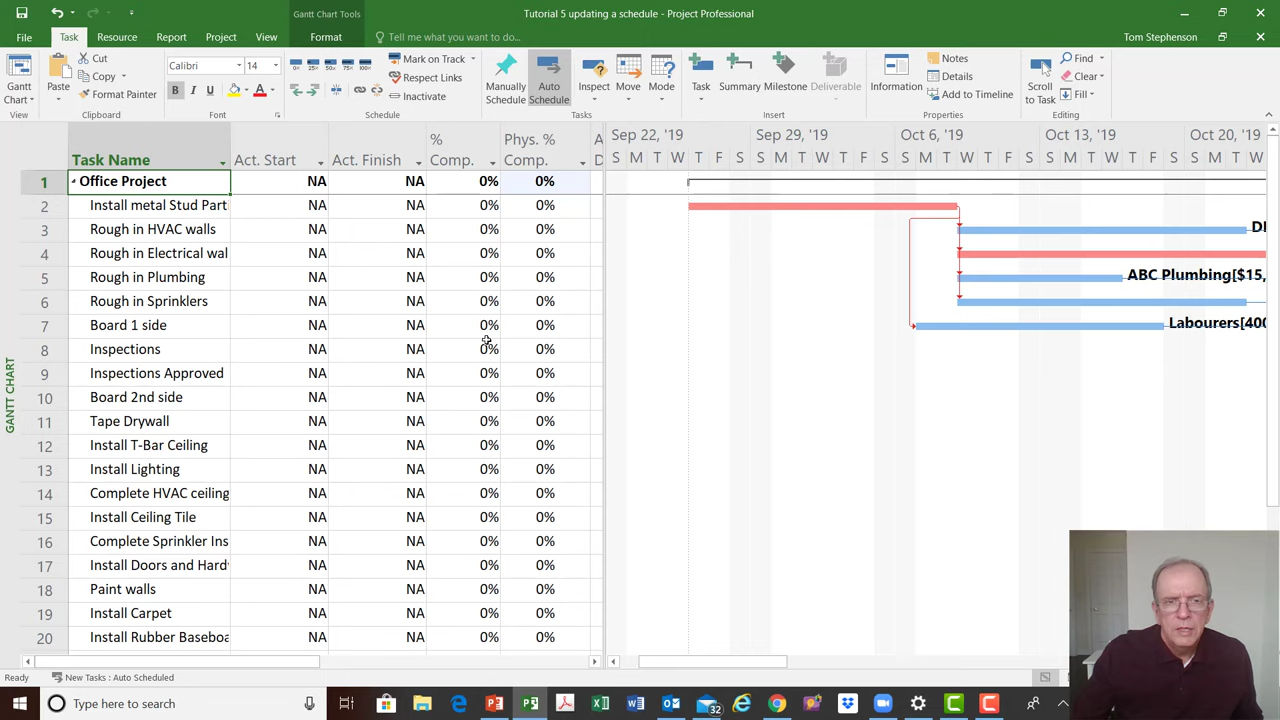 Gantt Chart Tools
Tutorial 5 updating a schedule - Project Professional
File Task Resource Report Project View Format Tell me what you want to do... Tom Stephenson
Gantt Chart
Paste
Cut
Copy
Format Painter
Calibri 14
B I U
0% 25% 50% 75% 100%
Mark on Track
Respect Links
Inactivate
Manually Schedule
Auto Schedule
Inspect Move Mode
Task Summary Milestone Deliverable
Information
Notes
Details
Add to Timeline
Scroll to Task
Find
Clear
Fill
View Clipboard Font Schedule Tasks Insert Properties Editing
Task Name Act. Start Act. Finish % Comp. Phys. % Comp. A D
Sep 22, '19 Sep 29, '19 Oct 6, '19 Oct 13, '19 Oct 20, '19
S M T W T F S S M T W T F S S M T W T F S S M T W T F S S M T W
1 Office Project NA NA 0% 0%
2 Install metal Stud Part NA NA 0% 0%
3 Rough in HVAC walls NA NA 0% 0%
4 Rough in Electrical wal NA NA 0% 0%
5 Rough in Plumbing NA NA 0% 0% ABC Plumbing[$15,
6 Rough in Sprinklers NA NA 0% 0%
7 Board 1 side NA NA 0% 0% Labourers[400
8 Inspections NA NA 0% 0%
9 Inspections Approved NA NA 0% 0%
10 Board 2nd side NA NA 0% 0%
11 Tape Drywall NA NA 0% 0%
12 Install T-Bar Ceiling NA NA 0% 0%
13 Install Lighting NA NA 0% 0%
14 Complete HVAC ceiling NA NA 0% 0%
15 Install Ceiling Tile NA NA 0% 0%
16 Complete Sprinkler Ins NA NA 0% 0%
17 Install Doors and Hard NA NA 0% 0%
18 Paint walls NA NA 0% 0%
19 Install Carpet NA NA 0% 0%
20 Install Rubber Baseboa NA NA 0% 0%
GANTT CHART
Ready New Tasks : Auto Scheduled
Type here to search
32